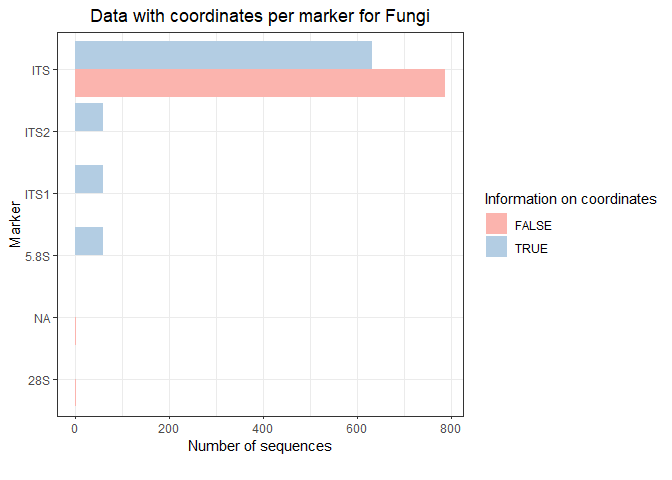 Data with coordinates per marker for Fungi
ITS
ITS2
ITS1
5.8S
NA
28S
Marker
0 200 400 600 800
Number of sequences
Information on coordinates
FALSE
TRUE